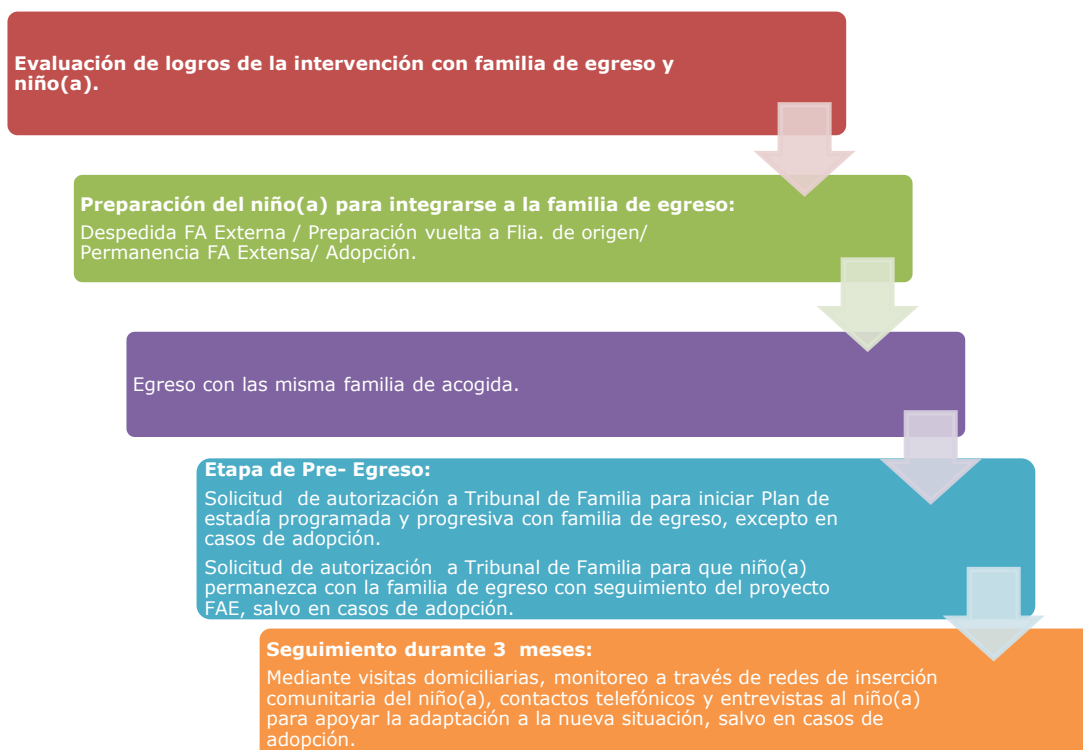 Evaluación de logros de la intervención con familia de egreso y
niño(a).
Preparación del niño(a) para integrarse a la familia de egreso:
Despedida FA Externa / Preparación vuelta a Flia. de origen/
Permanencia FA Extensa/ Adopción.
Egreso con las misma familia de acogida.
Etapa de Pre- Egreso:
Solicitud de autorización a Tribunal de Familia para iniciar Plan de
estadía programada y progresiva con familia de egreso, excepto en
casos de adopción.
Solicitud de autorización a Tribunal de Familia para que niño(a)
permanezca con la familia de egreso con seguimiento del proyecto
FAE, salvo en casos de adopción.
Seguimiento durante 3 meses:
Mediante visitas domiciliarias, monitoreo a través de redes de inserción
comunitaria del niño(a), contactos telefónicos y entrevistas al niño(a)
para apoyar la adaptación a la nueva situación, salvo en casos de
adopción.